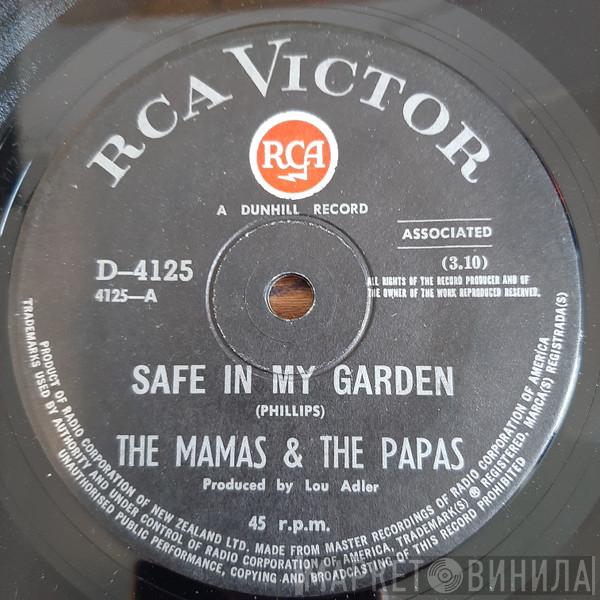 RCA VICTOR
RCA
A DUNHILL RECORD
ASSOCIATED
D–4125
(3.10)
4125—A
ALL RIGHTS OF THE RECORD PRODUCER AND OF
THE OWNER OF THE WORK REPRODUCED RESERVED.
SAFE IN MY GARDEN
(PHILLIPS)
THE MAMAS & THE PAPAS
Produced by Lou Adler
45 r.p.m.
PRODUCT OF RADIO CORPORATION OF NEW ZEALAND LTD. MADE FROM MASTER RECORDINGS OF RADIO CORPORATION OF AMERICA
TRADEMARKS USED BY AUTHORITY AND UNDER CONTROL OF RADIO CORPORATION OF AMERICA, TRADEMARK(S) ® REGISTERED, MARCA(S) REGISTRADA(S)
UNAUTHORISED PUBLIC PERFORMANCE, COPYING AND BROADCASTING OF THIS RECORD PROHIBITED
МАРКЕТ ВИНИЛА